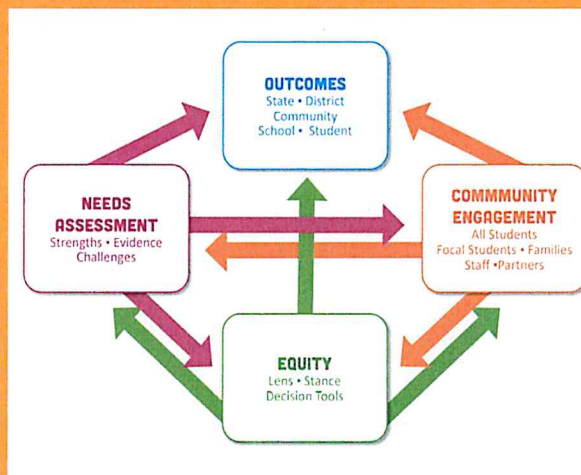 OUTCOMES
State • District
Community
School • Student
NEEDS
ASSESSMENT
Strengths • Evidence
Challenges
COMMMUNITY
ENGAGEMENT
All Students
Focal Students • Families
Staff •Partners
EQUITY
Lens • Stance
Decision Tools